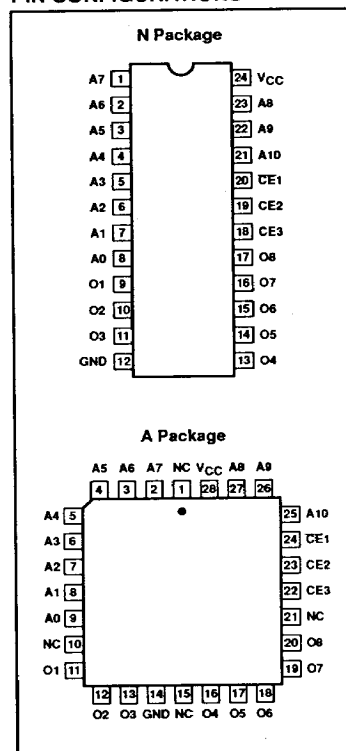 PIN CONFIGURATIONS
N Package
A7 1 24 VCC
A6 2 23 A8
A5 3 22 A9
A4 4 21 A10
A3 5 20 C̅E̅1
A2 6 19 CE2
A1 7 18 CE3
A0 8 17 O8
O1 9 16 O7
O2 10 15 O6
O3 11 14 O5
GND 12 13 O4
A Package
A5 A6 A7 NC VCC A8 A9
4 3 2 1 28 27 26
A4 5 25 A10
A3 6 24 C̅E̅1
A2 7 23 CE2
A1 8 22 CE3
A0 9 21 NC
NC 10 20 O8
O1 11 19 O7
12 13 14 15 16 17 18
O2 O3 GND NC O4 O5 O6